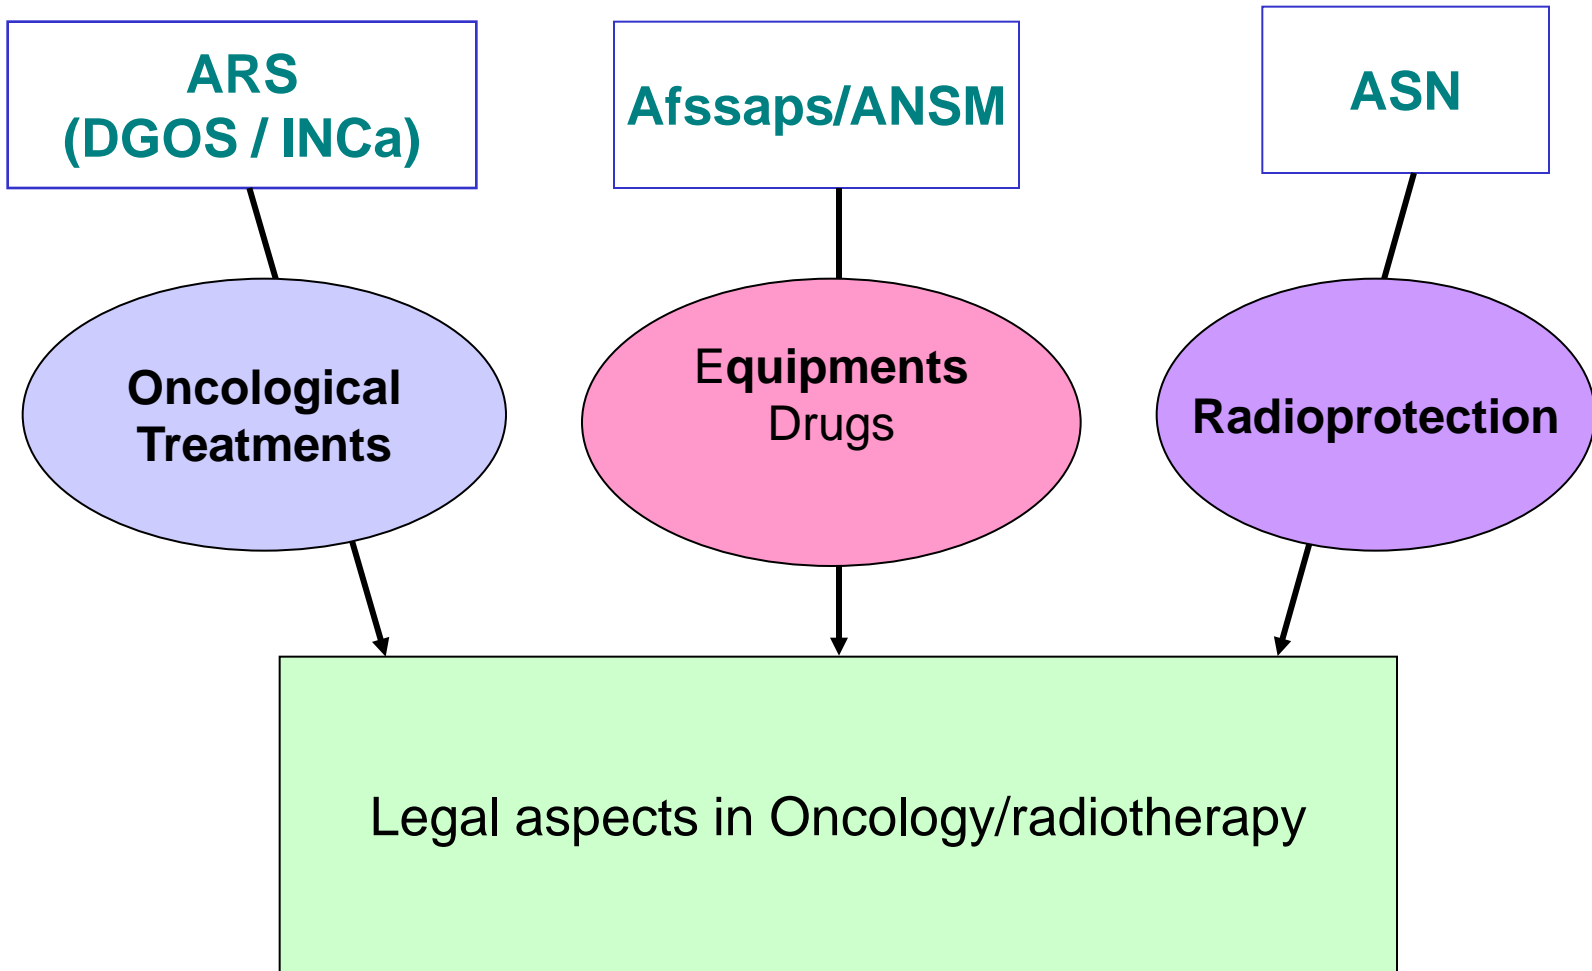 ARS
(DGOS / INCa)
Afssaps/ANSM
ASN
Oncological
Treatments
Equipments
Drugs
Radioprotection
Legal aspects in Oncology/radiotherapy